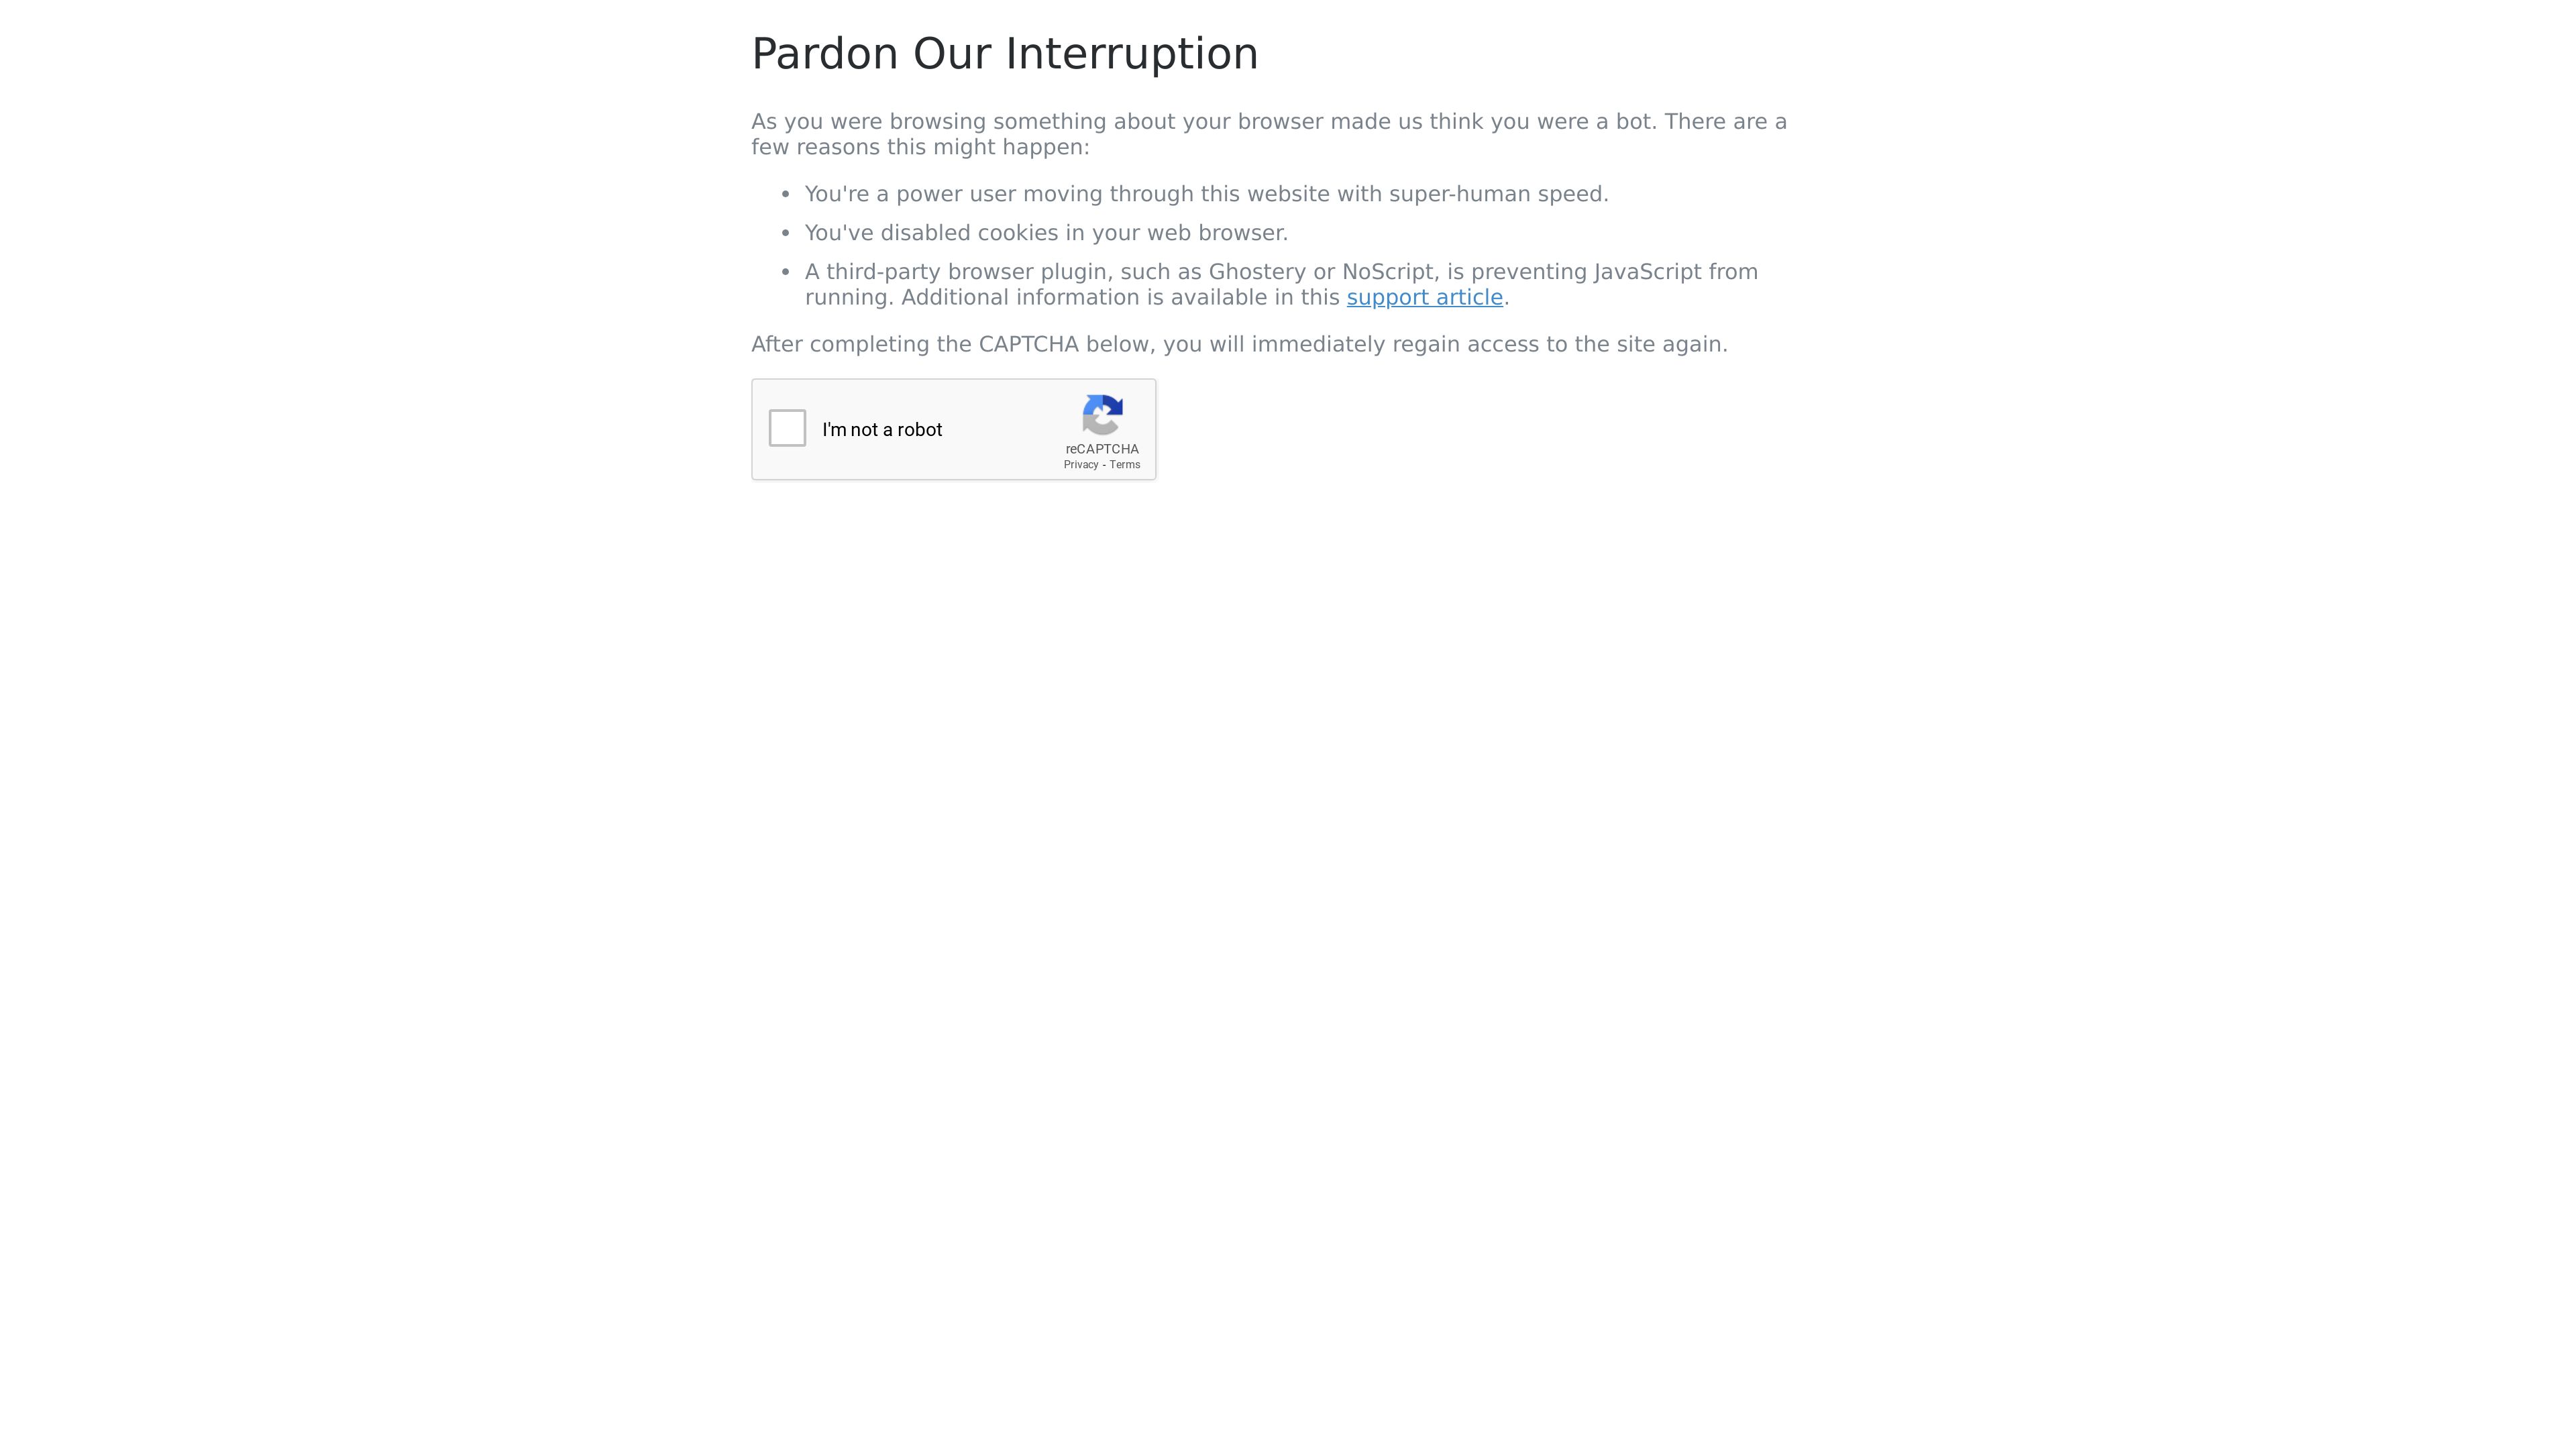 Pardon Our Interruption
As you were browsing something about your browser made us think you were a bot. There are a
few reasons this might happen:
• You're a power user moving through this website with super-human speed.
• You've disabled cookies in your web browser.
• A third-party browser plugin, such as Ghostery or NoScript, is preventing JavaScript from
running. Additional information is available in this support article.
After completing the CAPTCHA below, you will immediately regain access to the site again.
I'm not a robot
reCAPTCHA
Privacy - Terms